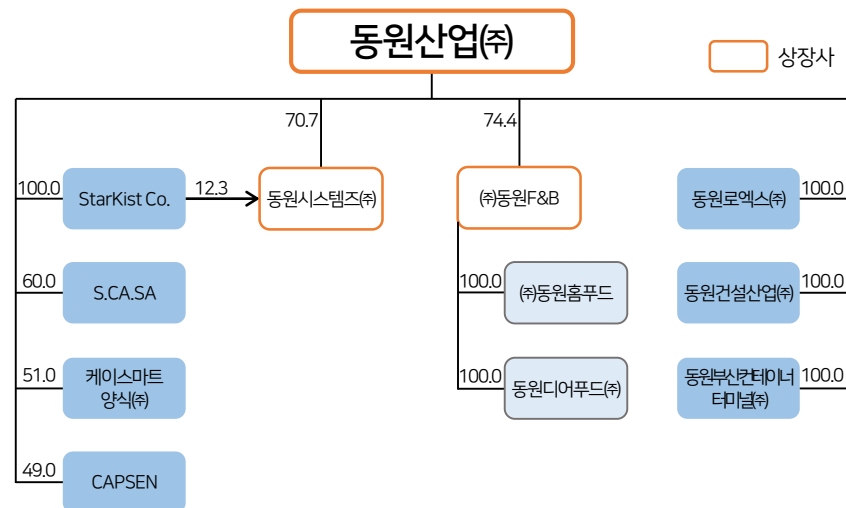 동원산업㈜
상장사
70.7
74.4
100.0
StarKist Co.
12.3
동원시스템즈㈜
㈜동원F&B
동원로엑스㈜
100.0
60.0
S.CA.SA
100.0
㈜동원홈푸드
동원건설산업㈜
100.0
51.0
케이스마트
양식㈜
100.0
동원디어푸드㈜
동원부산컨테이너
터미널㈜
100.0
49.0
CAPSEN